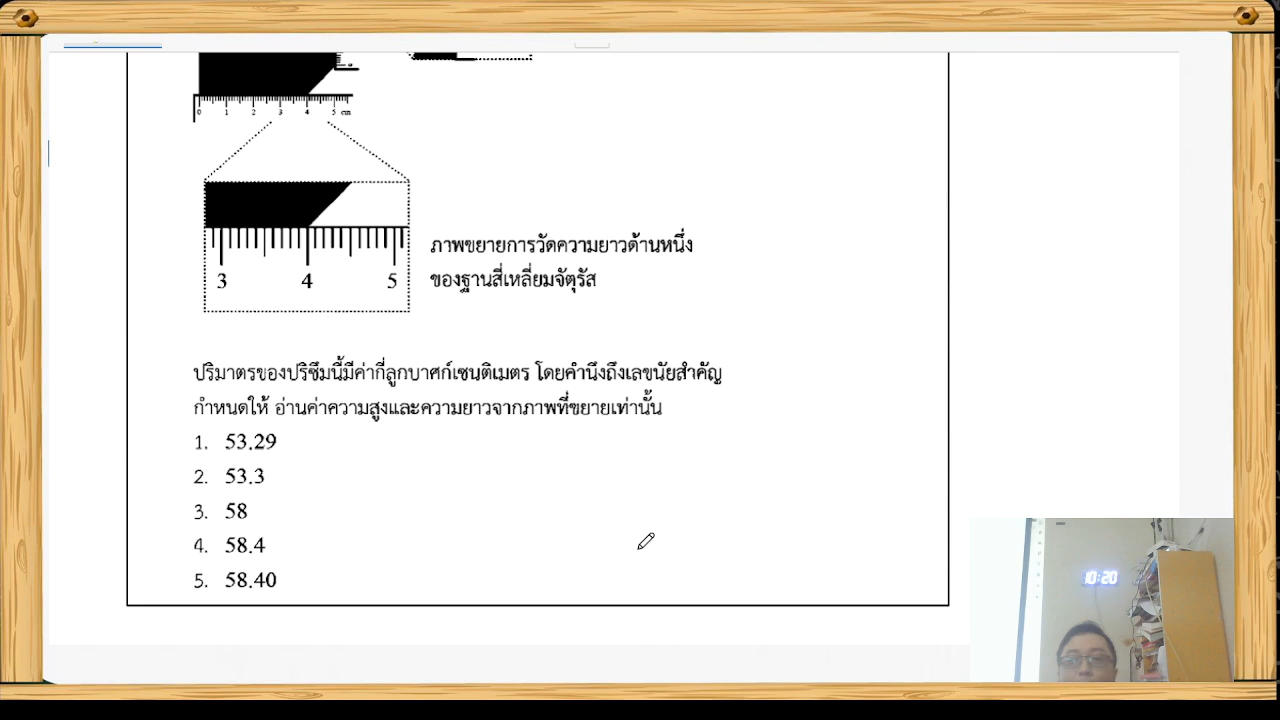 0 1 2 3 4 5 cm
3 4 5
ภาพขยายการวัดความยาวด้านหนึ่ง
ของฐานสี่เหลี่ยมจัตุรัส
ปริมาตรของปริซึมนี้มีค่ากี่ลูกบาศก์เซนติเมตร โดยคำนึงถึงเลขนัยสำคัญ
กำหนดให้ อ่านค่าความสูงและความยาวจากภาพที่ขยายเท่านั้น
1. 53.29
2. 53.3
3. 58
4. 58.4
5. 58.40
10:20